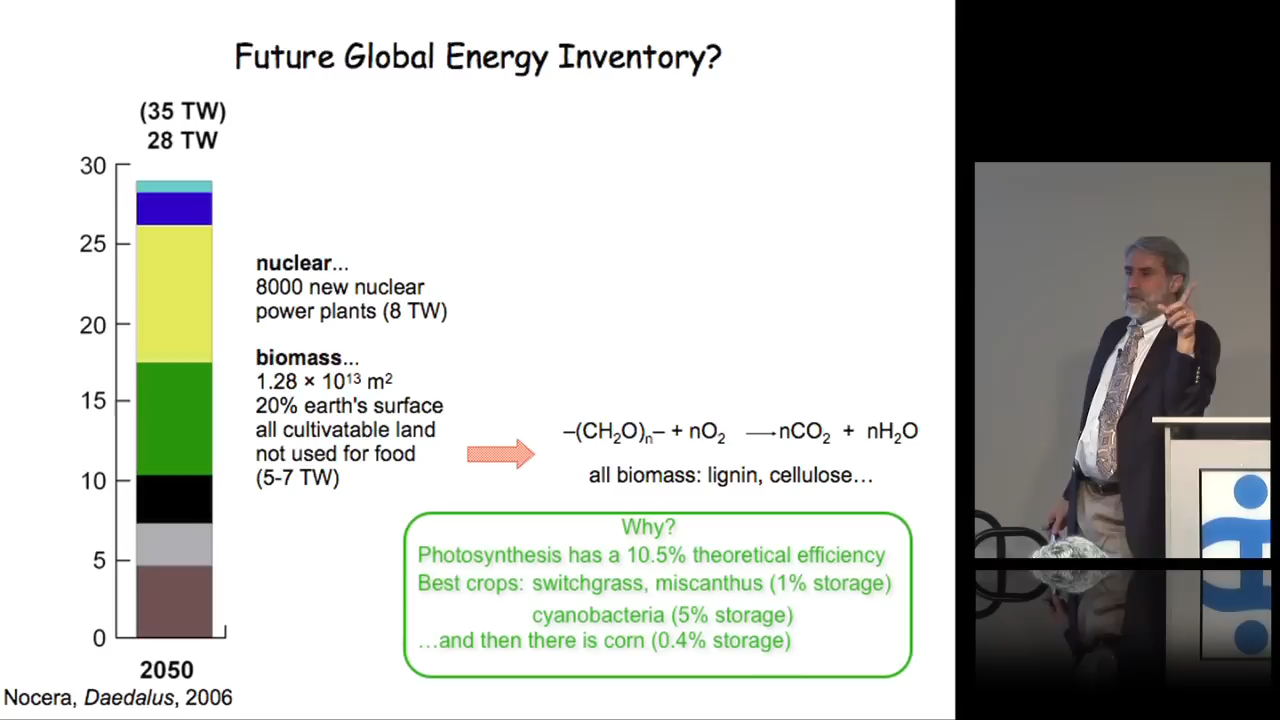 Future Global Energy Inventory?
(35 TW)
28 TW
30
25
20
15
10
5
0
2050
Nocera, Daedalus, 2006
nuclear...
8000 new nuclear
power plants (8 TW)
biomass...
1.28 × 10¹³ m²
20% earth's surface
all cultivatable land
not used for food
(5-7 TW)
–(CH₂O)ₙ– + nO₂ → nCO₂ + nH₂O
all biomass: lignin, cellulose...
Why?
Photosynthesis has a 10.5% theoretical efficiency
Best crops: switchgrass, miscanthus (1% storage)
cyanobacteria (5% storage)
...and then there is corn (0.4% storage)